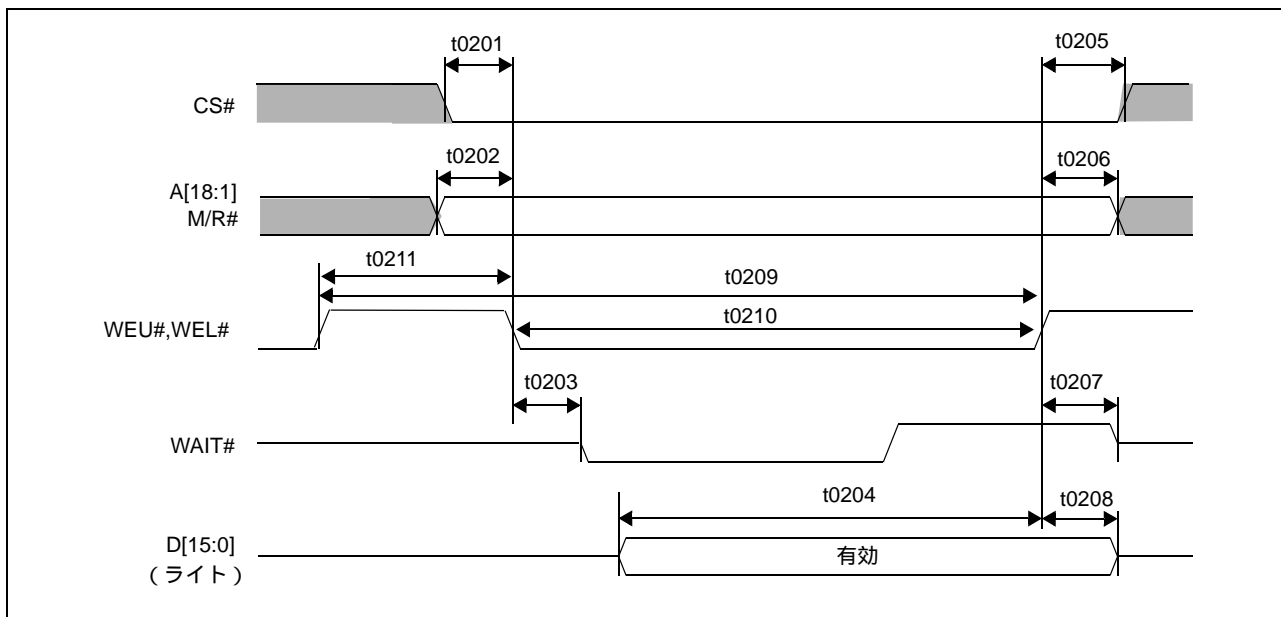 t0201
t0205
CS#
t0202
t0206
A[18:1]
M/R#
t0211
t0209
t0210
WEU#,WEL#
t0203
t0207
WAIT#
t0204
t0208
D[15:0]
有効
（ライト）